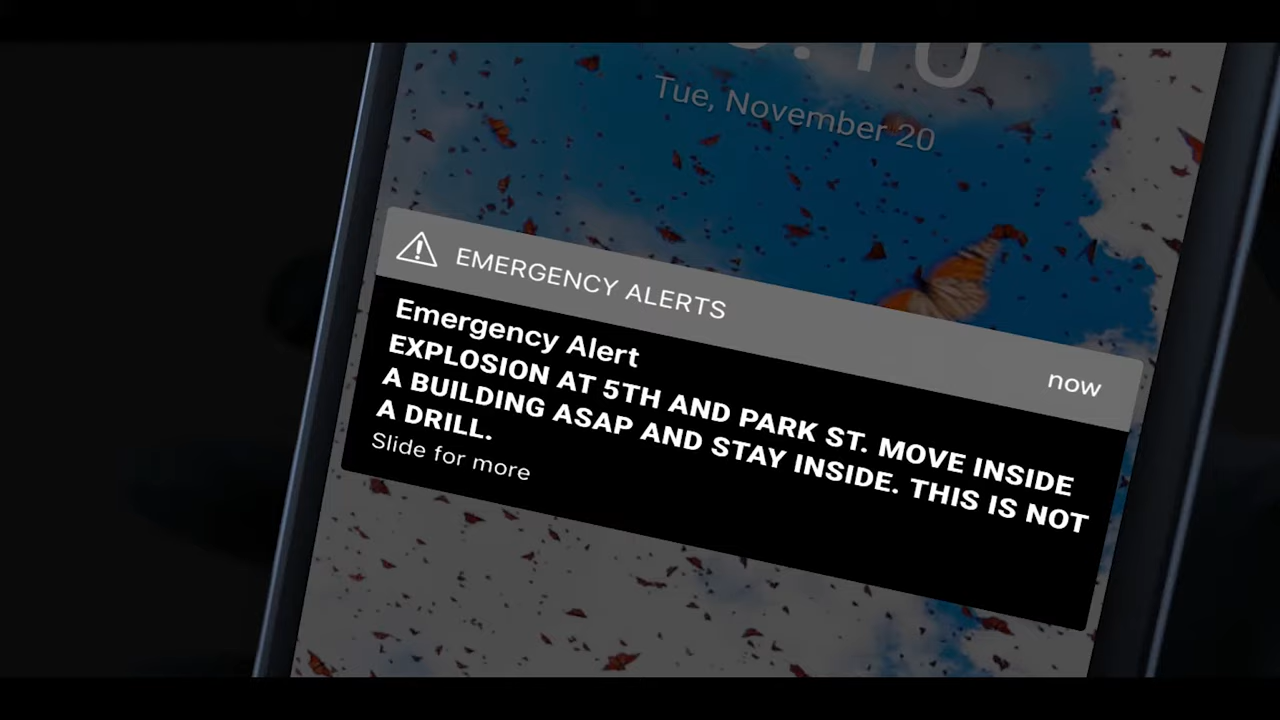 Tue, November 20
EMERGENCY ALERTS
now
Emergency Alert
EXPLOSION AT 5TH AND PARK ST. MOVE INSIDE
A BUILDING ASAP AND STAY INSIDE. THIS IS NOT
A DRILL.
Slide for more